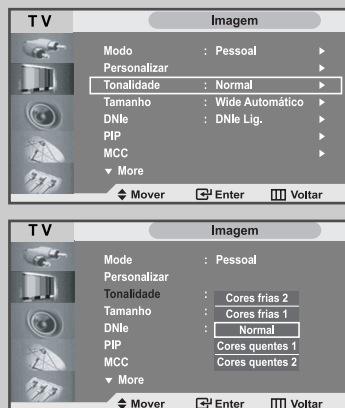 TV Imagem
Modo : Pessoal
Personalizar
Tonalidade : Normal
Tamanho : Wide Automático
DNIe : DNIe Lig.
PIP
MCC
▼ More
Mover Enter Voltar
TV Imagem
Mode : Pessoal
Personalizar
Tonalidade :
Cores frias 2
Tamanho :
Cores frias 1
DNIe :
Normal
PIP
Cores quentes 1
MCC
Cores quentes 2
▼ More
Mover Enter Voltar